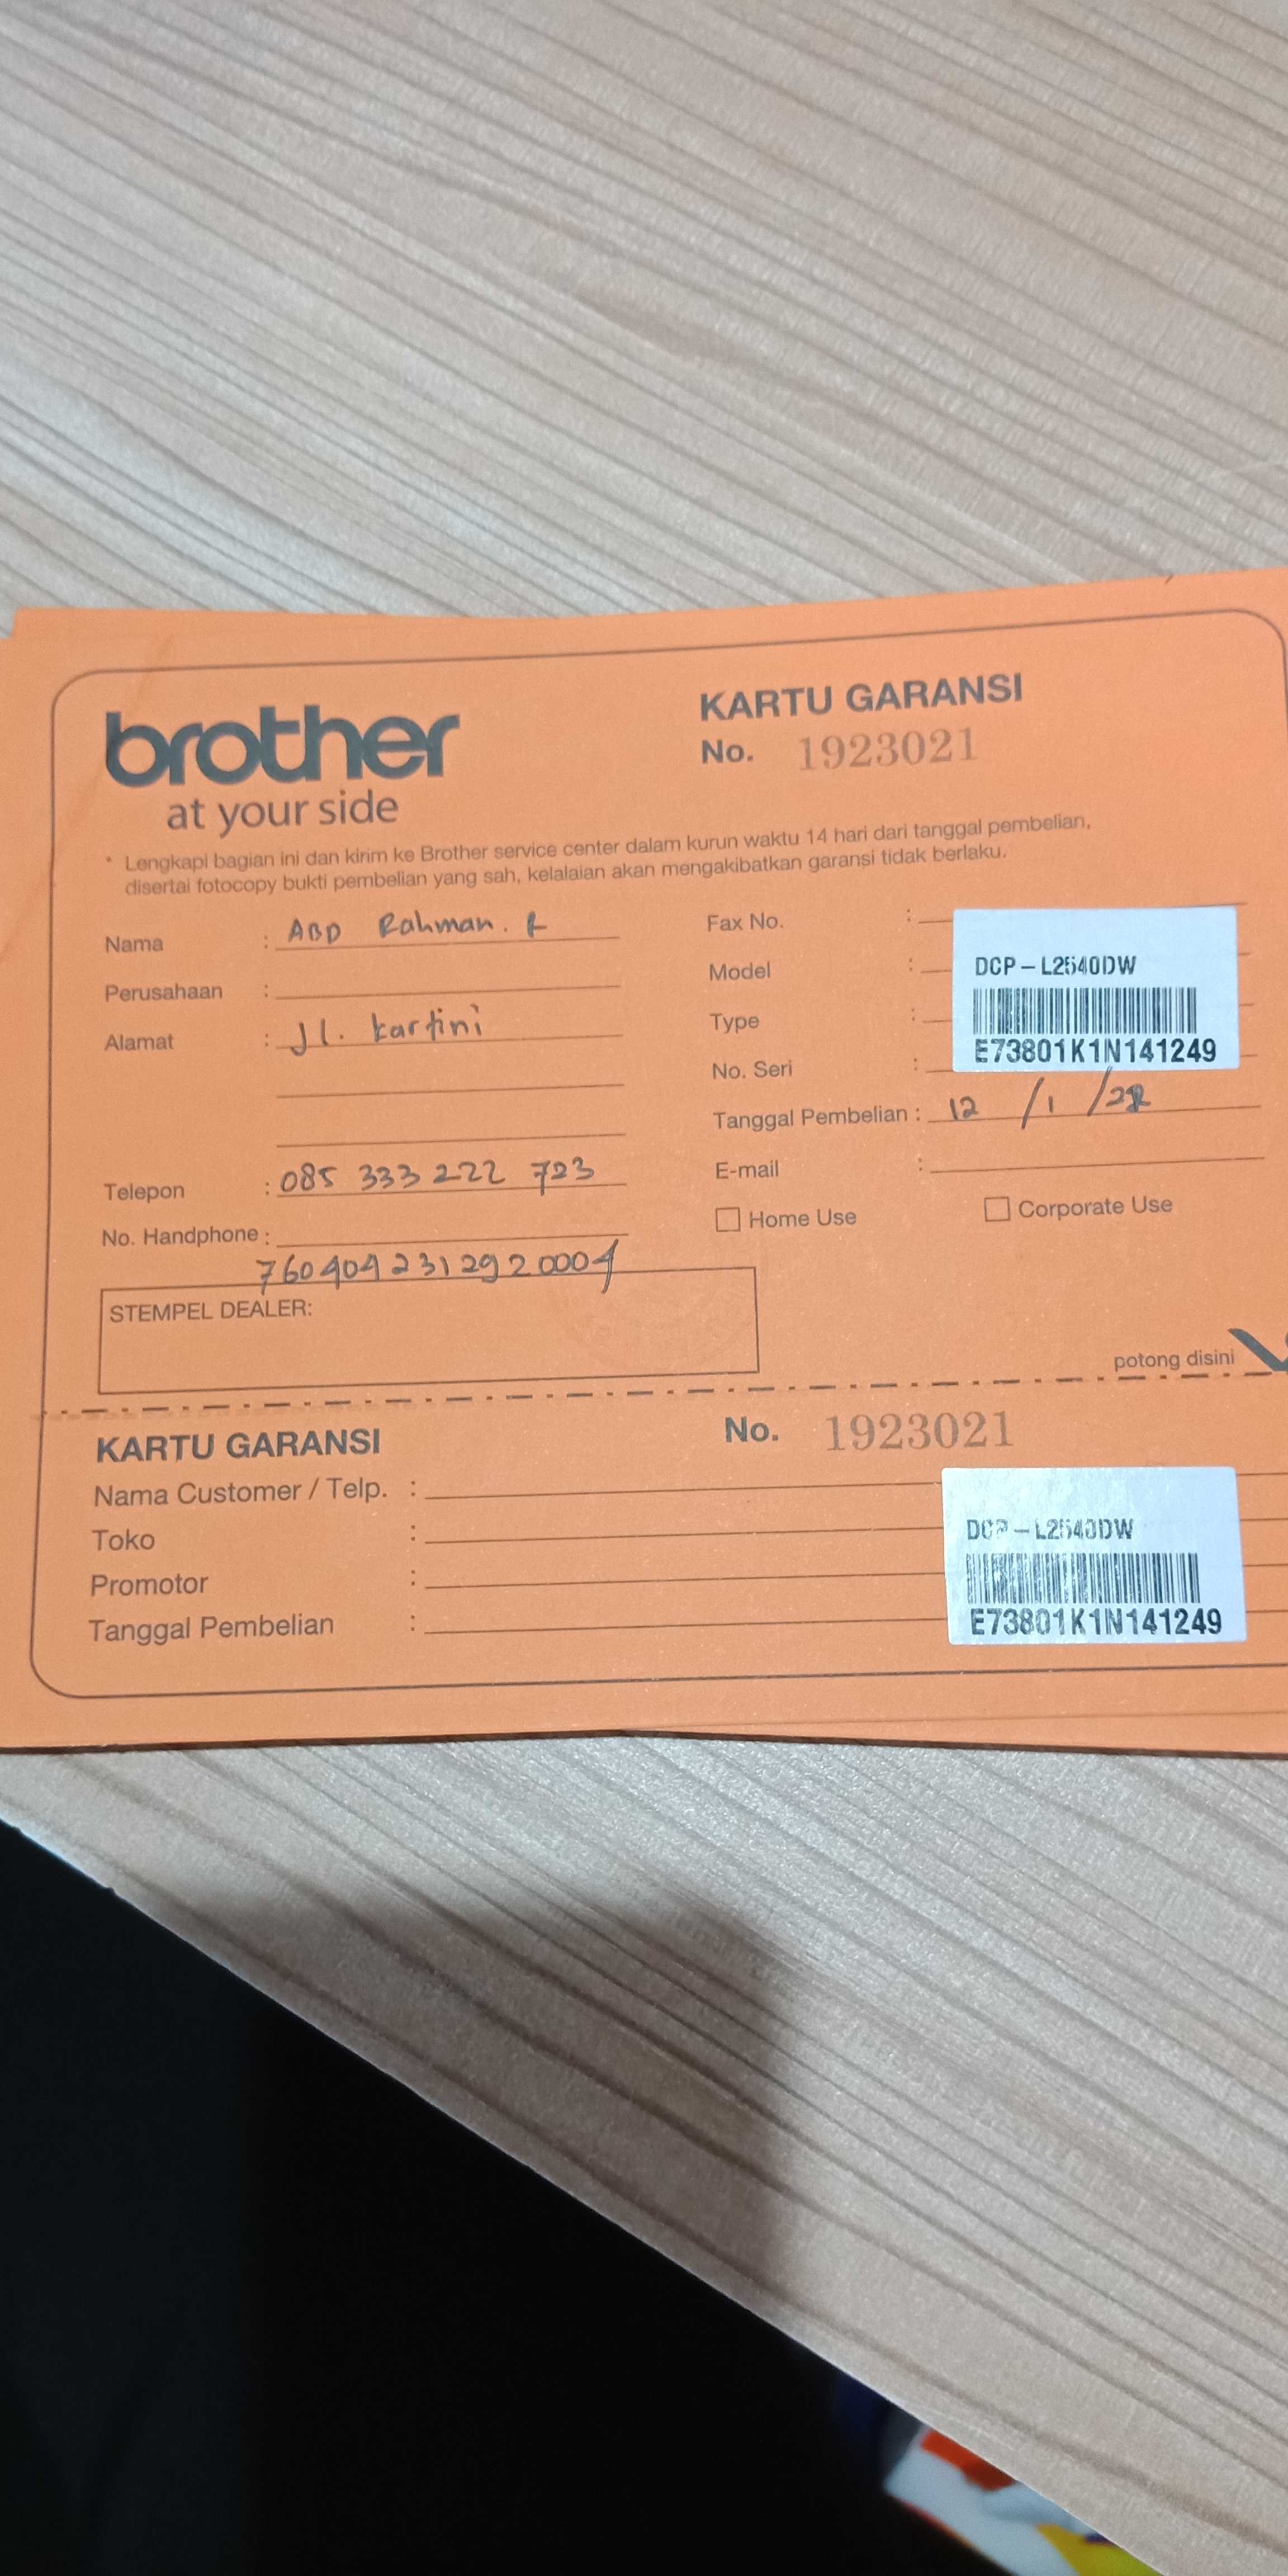 brother
at your side
KARTU GARANSI
No. 1923021
* Lengkapi bagian ini dan kirim ke Brother service center dalam kurun waktu 14 hari dari tanggal pembelian,
disertai fotocopy bukti pembelian yang sah, kelalaian akan mengakibatkan garansi tidak berlaku.
Nama : ABD Rahman.
Perusahaan :
Alamat : Jl. Kartini
Telepon : 085 333 222 723
No. Handphone :
7604042312920004
STEMPEL DEALER:
Fax No. :
Model :
Type :
No. Seri :
DCP-L2540DW
E73801K1N141249
Tanggal Pembelian : 12 / 1 /
E-mail :
Home Use
Corporate Use
potong disini
KARTU GARANSI
No. 1923021
Nama Customer / Telp. :
Toko :
Promotor :
Tanggal Pembelian :
DCP-L2540DW
E73801K1N141249